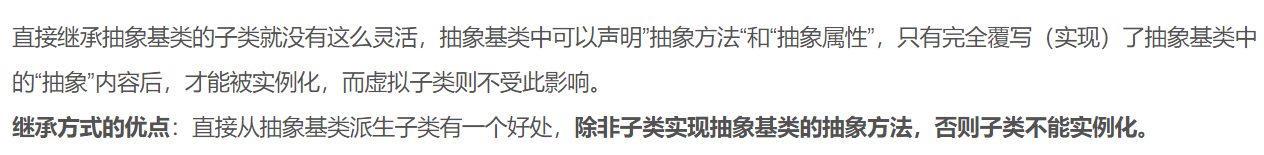 直接继承抽象基类的子类就没有这么灵活，抽象基类中可以声明”抽象方法“和“抽象属性”，只有完全覆写（实现）了抽象基类中
的“抽象”内容后，才能被实例化，而虚拟子类则不受此影响。
继承方式的优点：直接从抽象基类派生子类有一个好处，除非子类实现抽象基类的抽象方法，否则子类不能实例化。